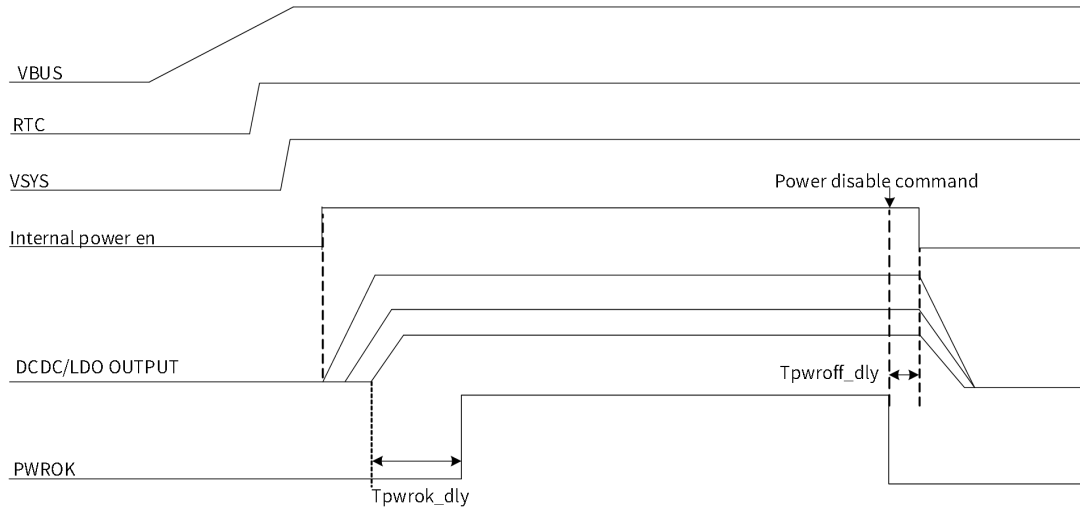 VBUS
RTC
VSYS
Power disable command
Internal power en
DCDC/LDO OUTPUT
Tpwroff_dly
PWROK
Tpwrok_dly